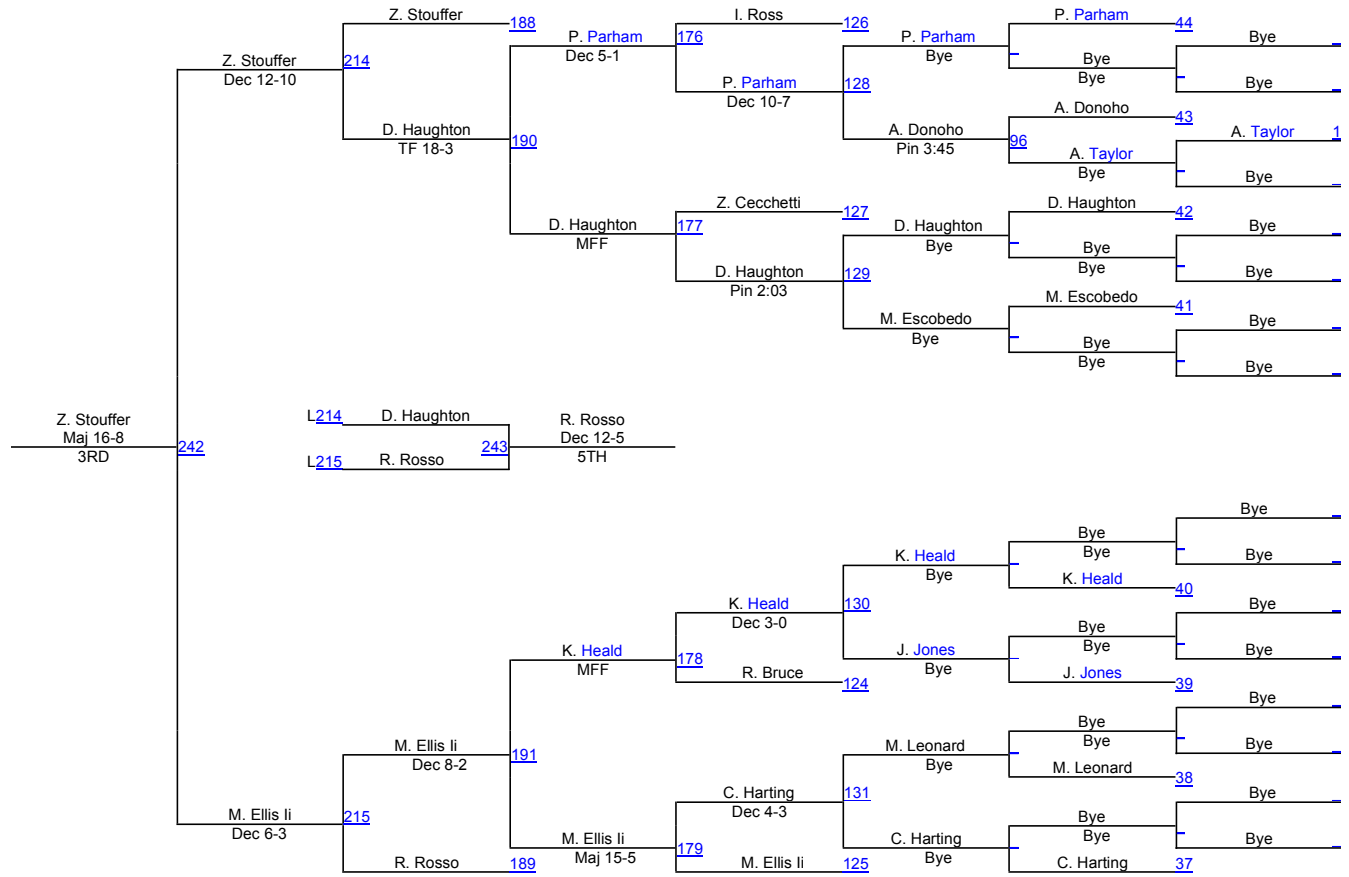 Z. Stouffer 188 I. Ross 126 P. Parham 44
P. Parham 176 P. Parham Bye
Z. Stouffer 214 Dec 5-1 Bye Bye
Dec 12-10 Bye
P. Parham 128 Bye
Dec 10-7 A. Donoho 43
D. Haughton 190 A. Donoho 96 A. Taylor 1
TF 18-3 Pin 3:45 A. Taylor
Bye Bye
Z. Cecchetti 127 D. Haughton 42
D. Haughton 177 D. Haughton Bye
MFF Bye Bye
D. Haughton 129 Bye Bye
Pin 2:03 M. Escobedo 41
M. Escobedo Bye
Bye Bye
Bye Bye
Z. Stouffer L214 D. Haughton R. Rosso
Maj 16-8 242 243 Dec 12-5
3RD L215 R. Rosso 5TH
Bye
Bye
K. Heald Bye Bye
Bye K. Heald 40
K. Heald 130 Bye
Dec 3-0 Bye
K. Heald 178 J. Jones Bye Bye
MFF R. Bruce 124 Bye J. Jones 39
Bye
Bye
M. Ellis Ii 191 M. Leonard Bye Bye
Dec 8-2 Bye M. Leonard 38
C. Harting 131 Bye
M. Ellis Ii 215 Dec 4-3 Bye
Dec 6-3 M. Ellis Ii 179 C. Harting Bye Bye
Maj 15-5 Bye
R. Rosso 189 M. Ellis Ii 125 C. Harting 37